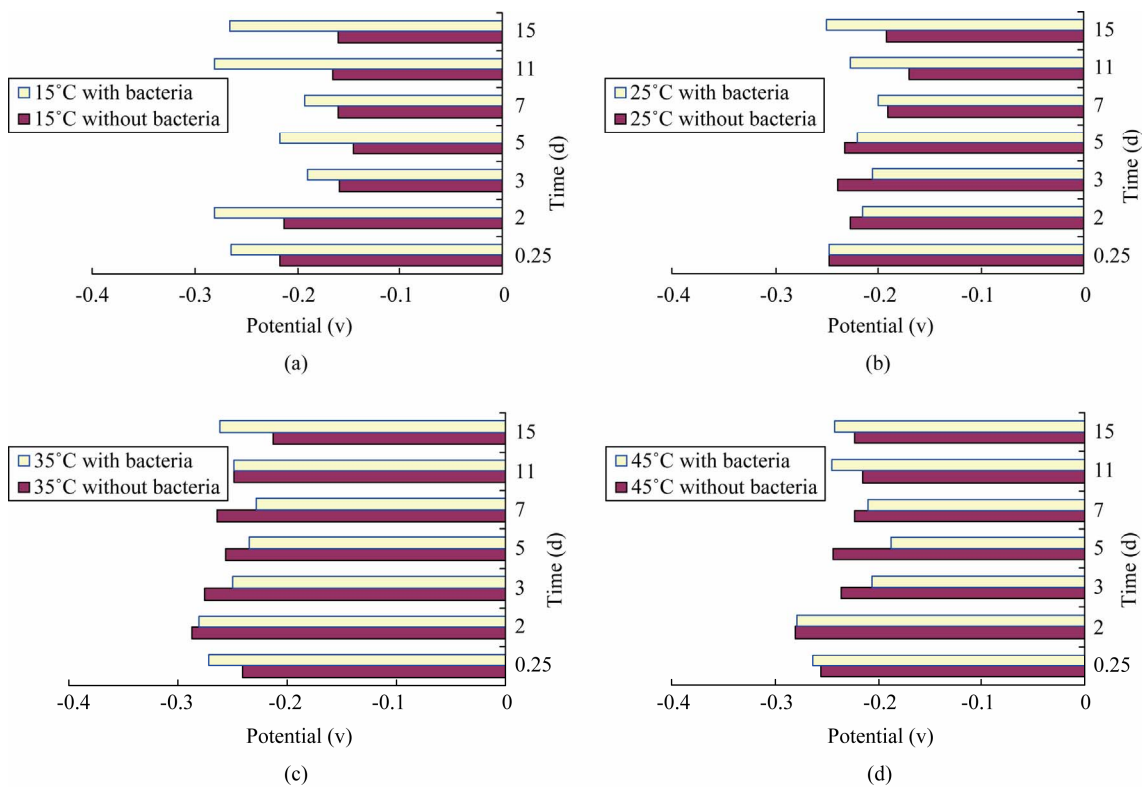 15
11
15˚C with bacteria
15˚C without bacteria
7
5
3
2
0.25
Time (d)
-0.4 -0.3 -0.2 -0.1 0
Potential (v)
(a)
15
11
25˚C with bacteria
25˚C without bacteria
7
5
3
2
0.25
Time (d)
-0.4 -0.3 -0.2 -0.1 0
Potential (v)
(b)
15
11
35˚C with bacteria
35˚C without bacteria
7
5
3
2
0.25
Time (d)
-0.4 -0.3 -0.2 -0.1 0
Potential (v)
(c)
15
11
45˚C with bacteria
45˚C without bacteria
7
5
3
2
0.25
Time (d)
-0.4 -0.3 -0.2 -0.1 0
Potential (v)
(d)